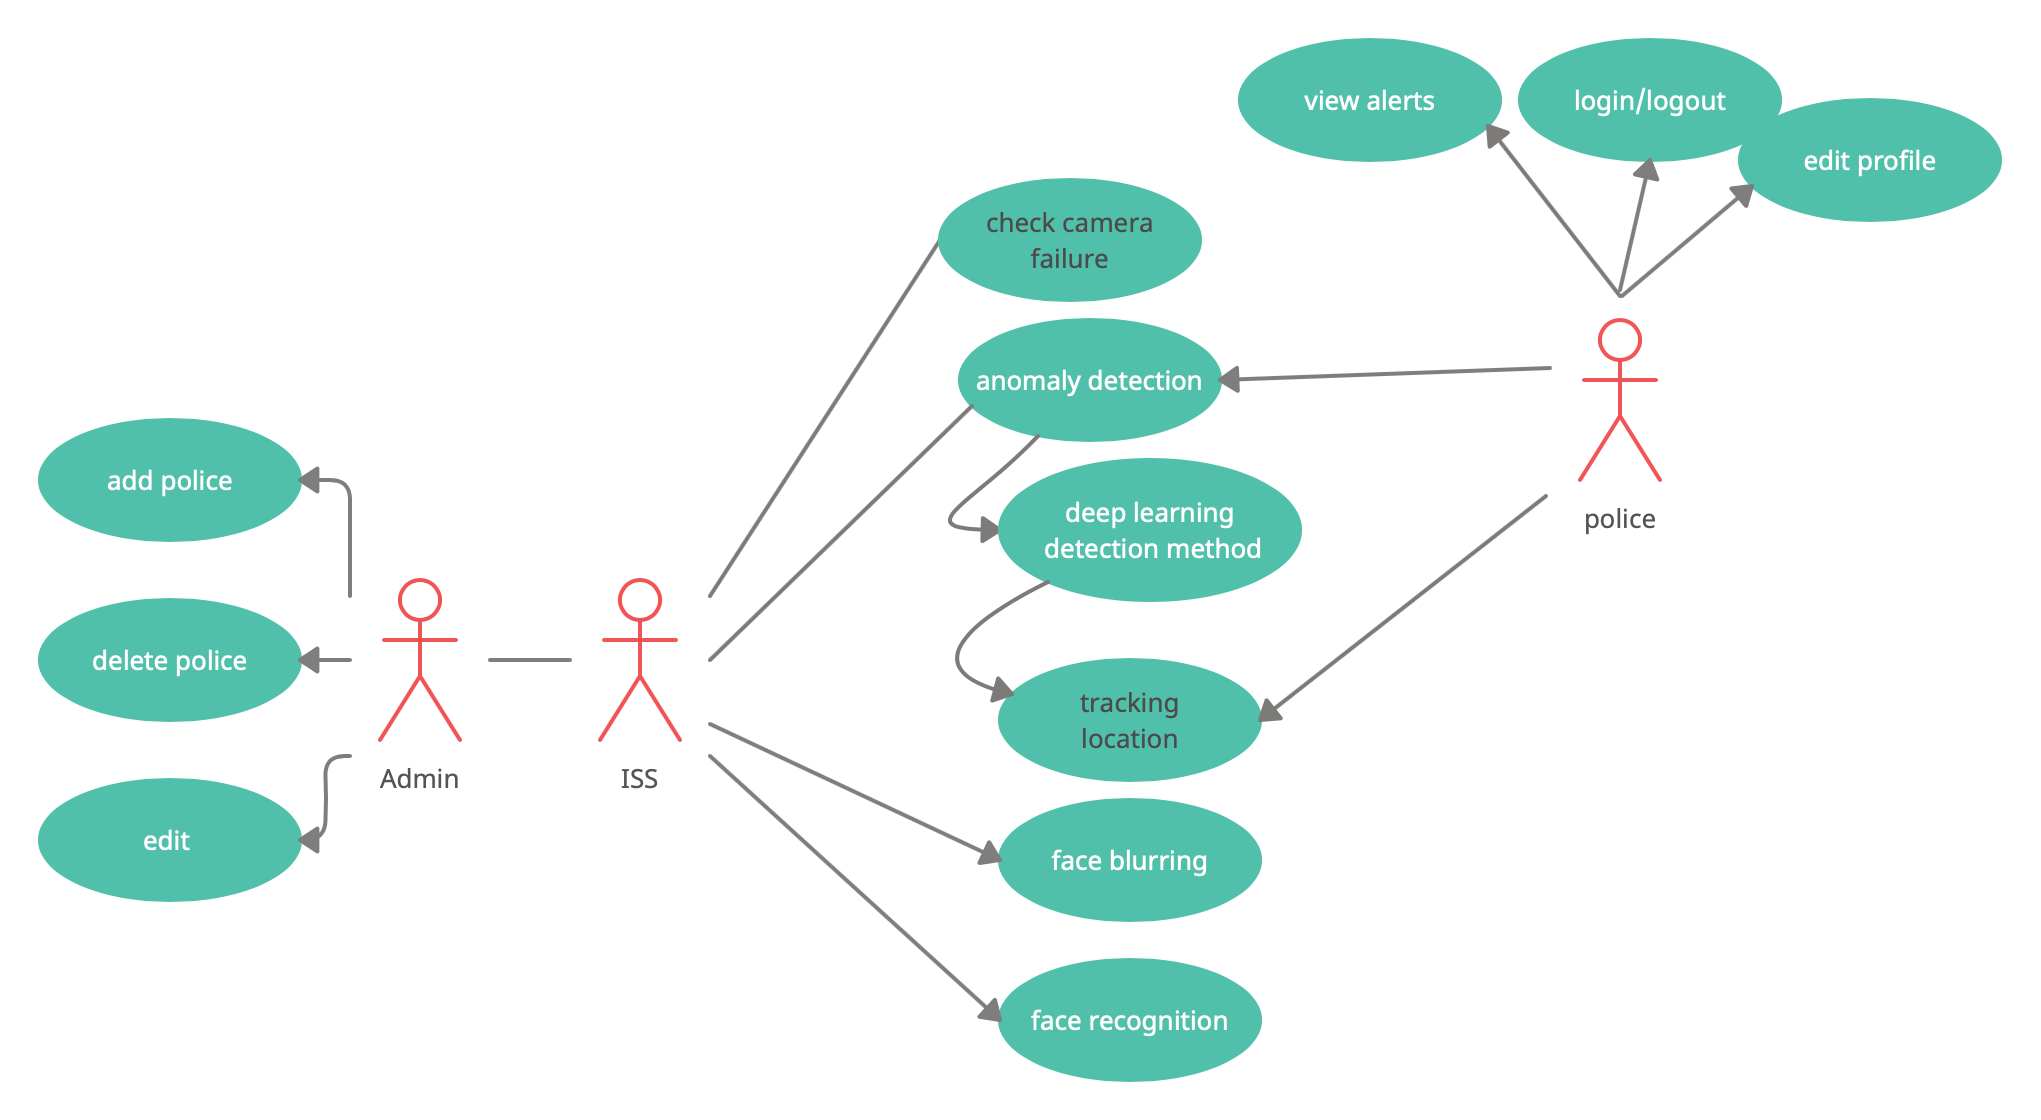 view alerts
login/logout
edit profile
check camera
failure
anomaly detection
add police
deep learning
detection method
police
delete police
tracking
location
Admin
ISS
edit
face blurring
face recognition